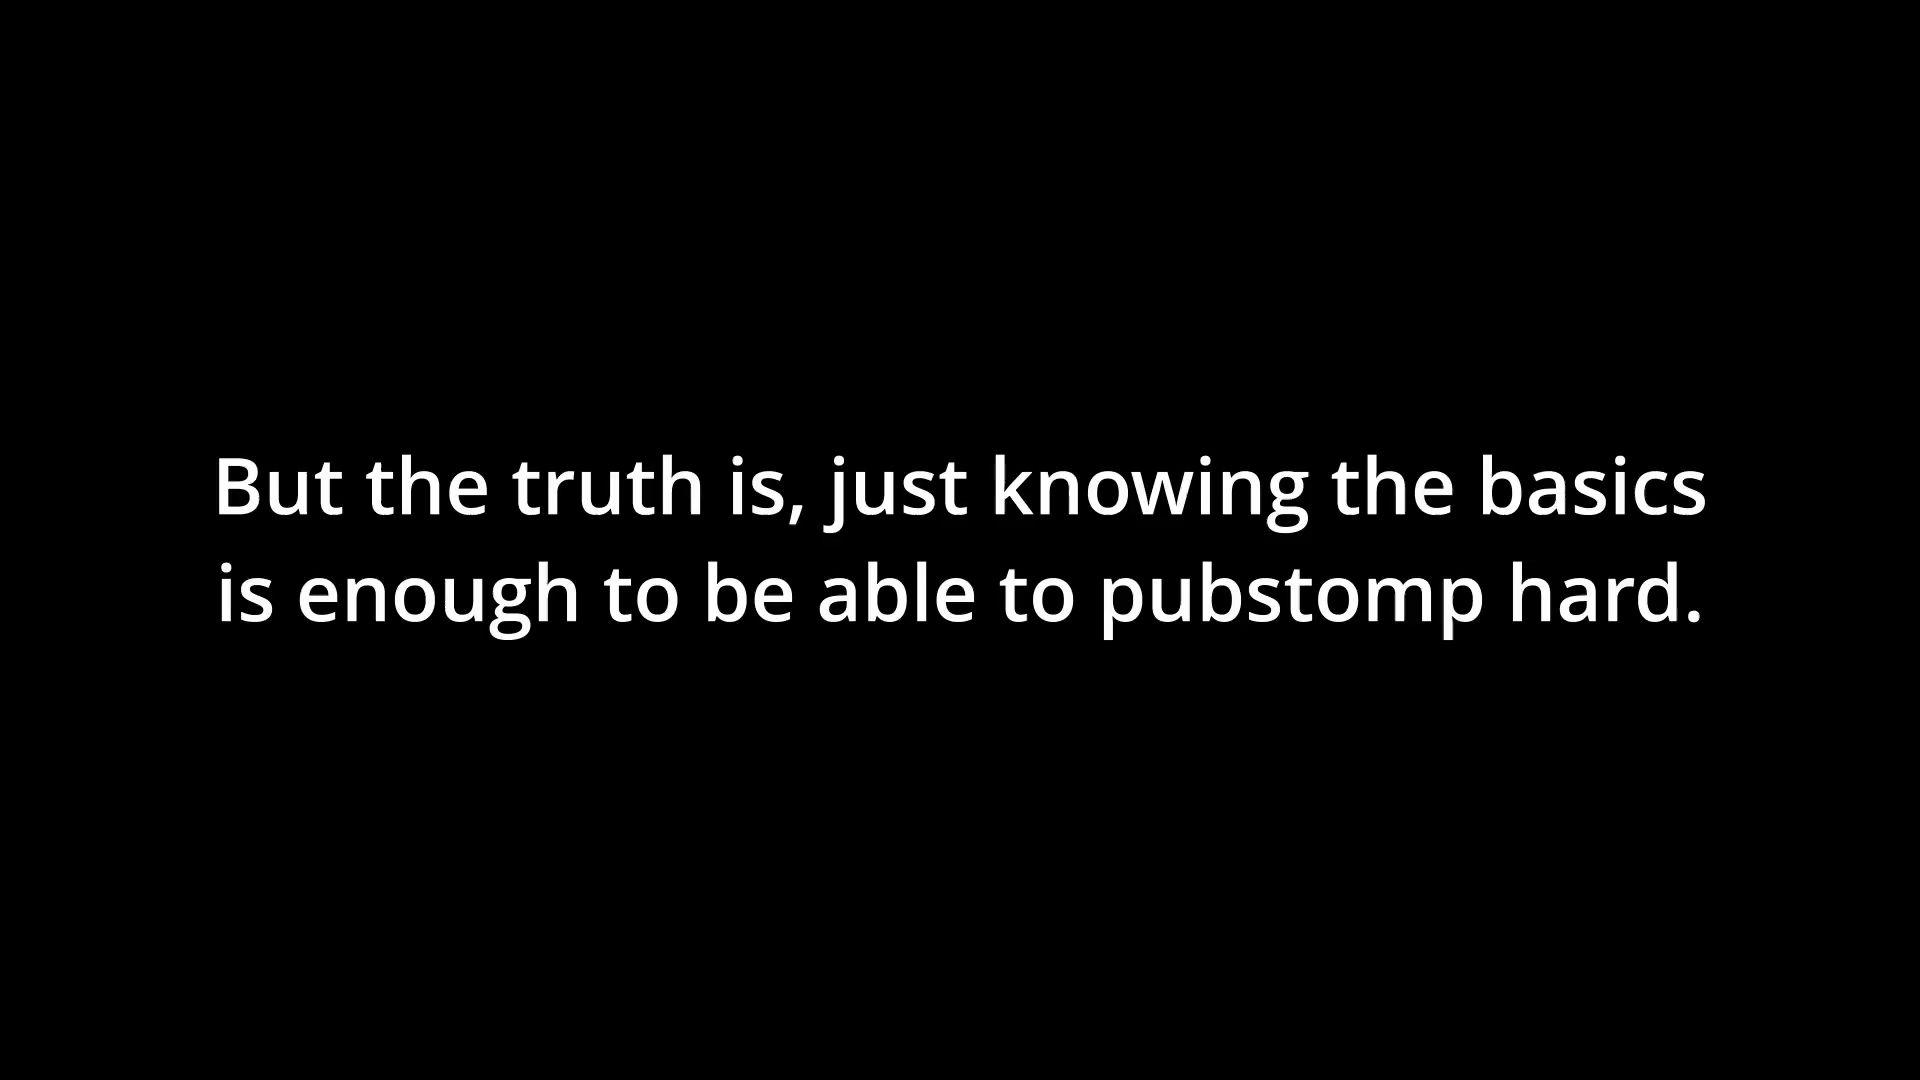 But the truth is, just knowing the basics
is enough to be able to pubstomp hard.